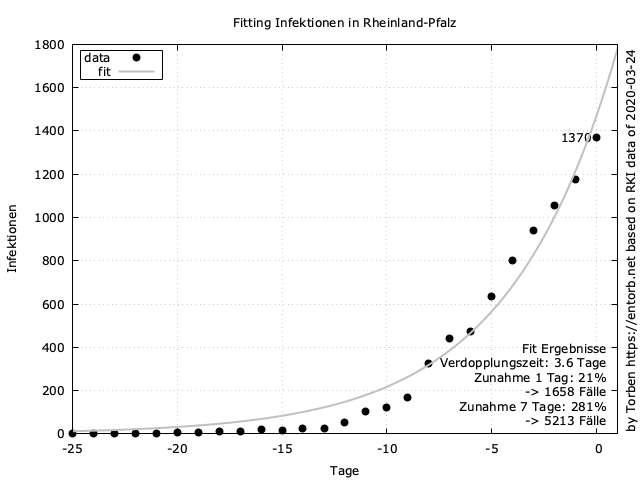 Fitting Infektionen in Rheinland-Pfalz
1800
1600
1400
1200
1000
800
600
400
200
0
-25
-20
-15
-10
-5
0
data
fit
1370
Fit Ergebnisse
Verdopplungszeit: 3.6 Tage
Zunahme 1 Tag: 21%
-> 1658 Fälle
Zunahme 7 Tage: 281%
-> 5213 Fälle
Infektionen
Tage
by Torben https://entorb.net based on RKI data of 2020-03-24